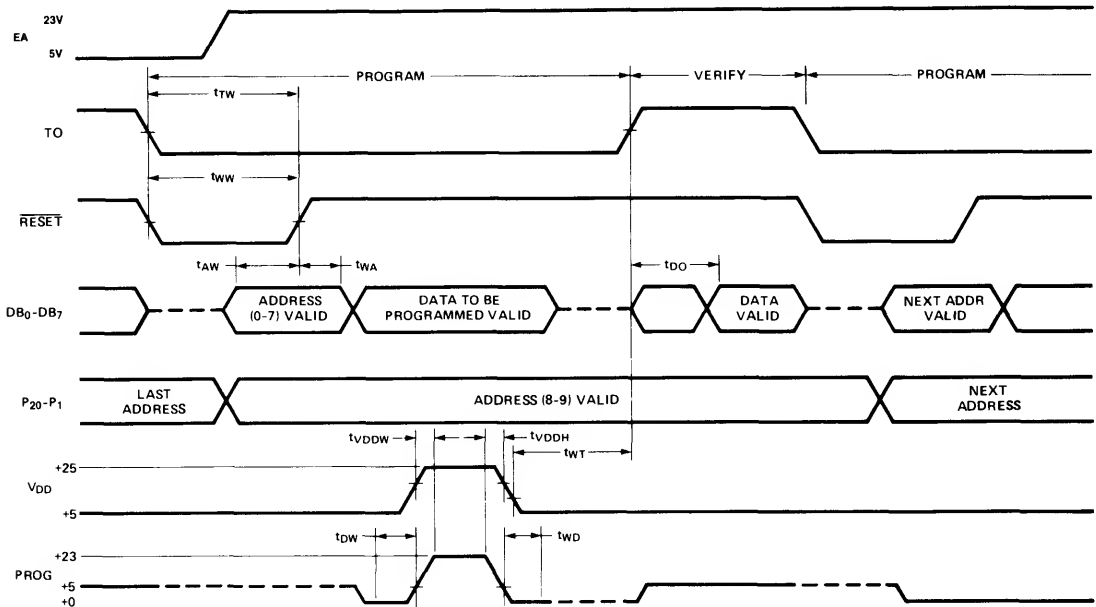 23V
EA
5V
PROGRAM
VERIFY
PROGRAM
tTW
TO
tWW
RESET
tAW
tWA
tDO
DB0-DB7
ADDRESS
(0-7) VALID
DATA TO BE
PROGRAMMED VALID
DATA
VALID
NEXT ADDR
VALID
P20-P1
LAST
ADDRESS
ADDRESS (8-9) VALID
NEXT
ADDRESS
tVDDW
tVDDH
tWT
+25
VDD
+5
tDW
tWD
+23
PROG
+5
+0